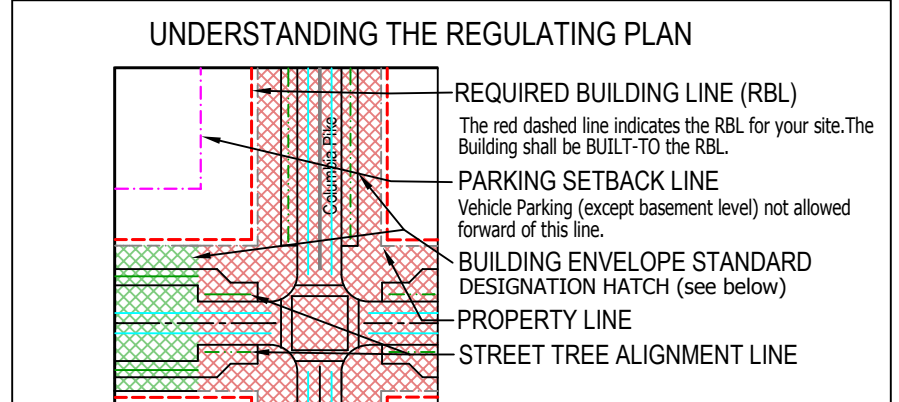 UNDERSTANDING THE REGULATING PLAN
Columbia Pike
REQUIRED BUILDING LINE (RBL)
The red dashed line indicates the RBL for your site.The
Building shall be BUILT-TO the RBL.
PARKING SETBACK LINE
Vehicle Parking (except basement level) not allowed
forward of this line.
BUILDING ENVELOPE STANDARD
DESIGNATION HATCH (see below)
PROPERTY LINE
STREET TREE ALIGNMENT LINE